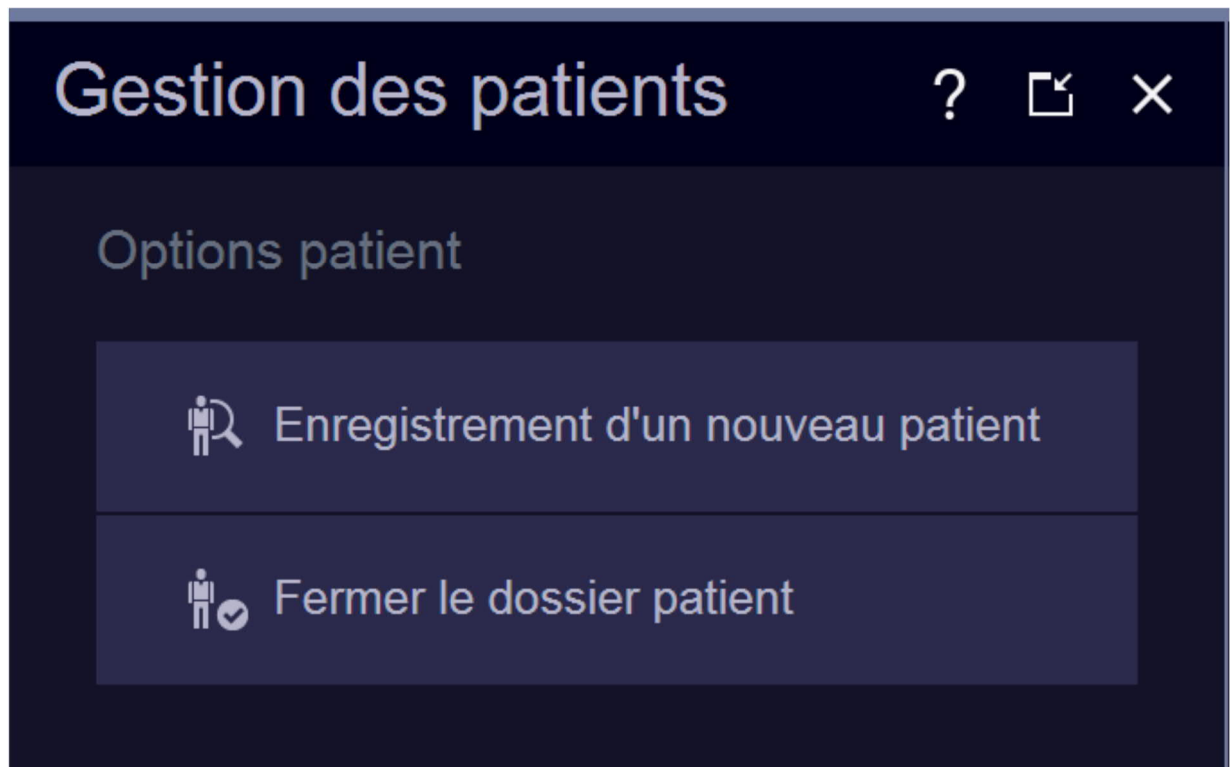 Gestion des patients ?
Options patient
Enregistrement d'un nouveau patient
Fermer le dossier patient